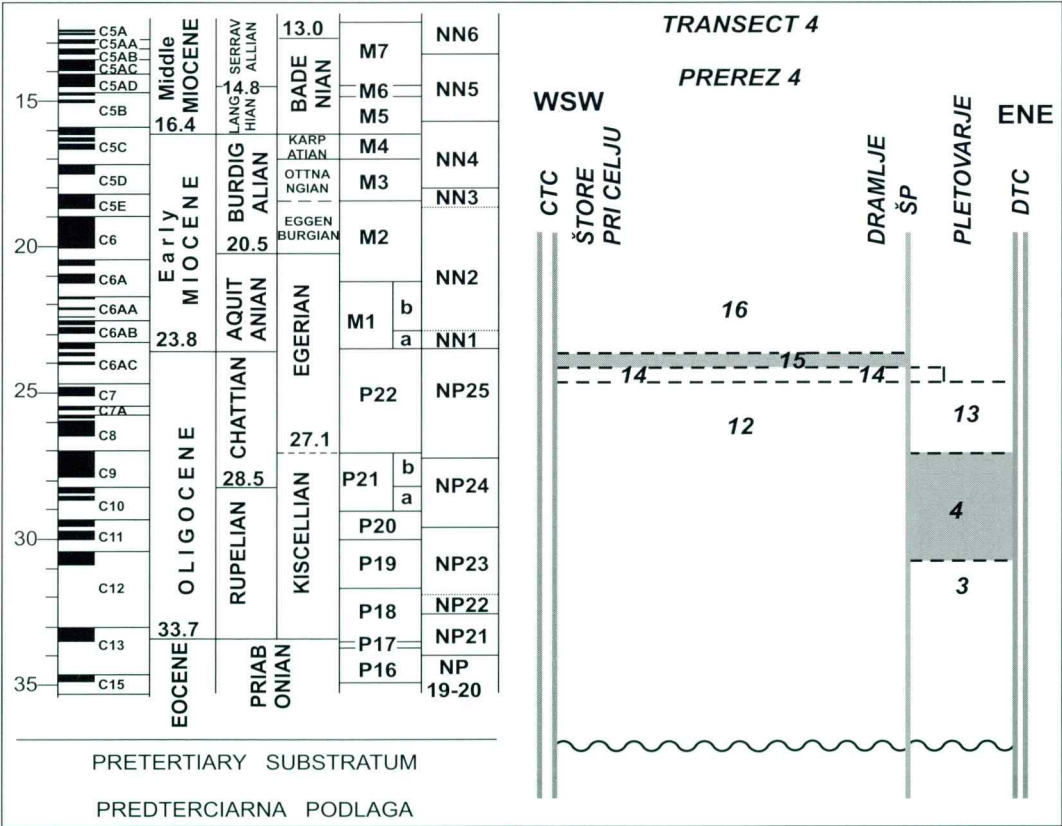 TRANSECT 4
PREREZ 4
WSW
ENE
CTC
ŠTORE PRI CELJU
DRAMLJE
ŠP
PLETOVARJE
DTC
16
15
14
14
13
12
4
3
15
20
25
30
35
C5A
C5AA
C5AB
C5AC
C5AD
C5B
C5C
C5D
C5E
C6
C6A
C6AA
C6AB
C6AC
C7
C7A
C8
C9
C10
C11
C12
C13
C15
Middle
MIOCENE
16.4
Early
MIOCENE
23.8
OLIGOCENE
33.7
EOCENE
SERRAV
ALLIAN
14.8
LANG
HIAN
BURDIG
ALIAN
20.5
AQUIT
ANIAN
CHATTIAN
28.5
RUPELIAN
PRIAB
ONIAN
13.0
BADE
NIAN
KARP
ATIAN
OTTNA
NGIAN
EGGEN
BURGIAN
EGERIAN
27.1
KISCELLIAN
M7
M6
M5
M4
M3
M2
M1
b
a
P22
P21
b
a
P20
P19
P18
P17
P16
NN6
NN5
NN4
NN3
NN2
NN1
NP25
NP24
NP23
NP22
NP21
NP
19-20
PRETERTIARY SUBSTRATUM
PREDTERCIARNA PODLAGA